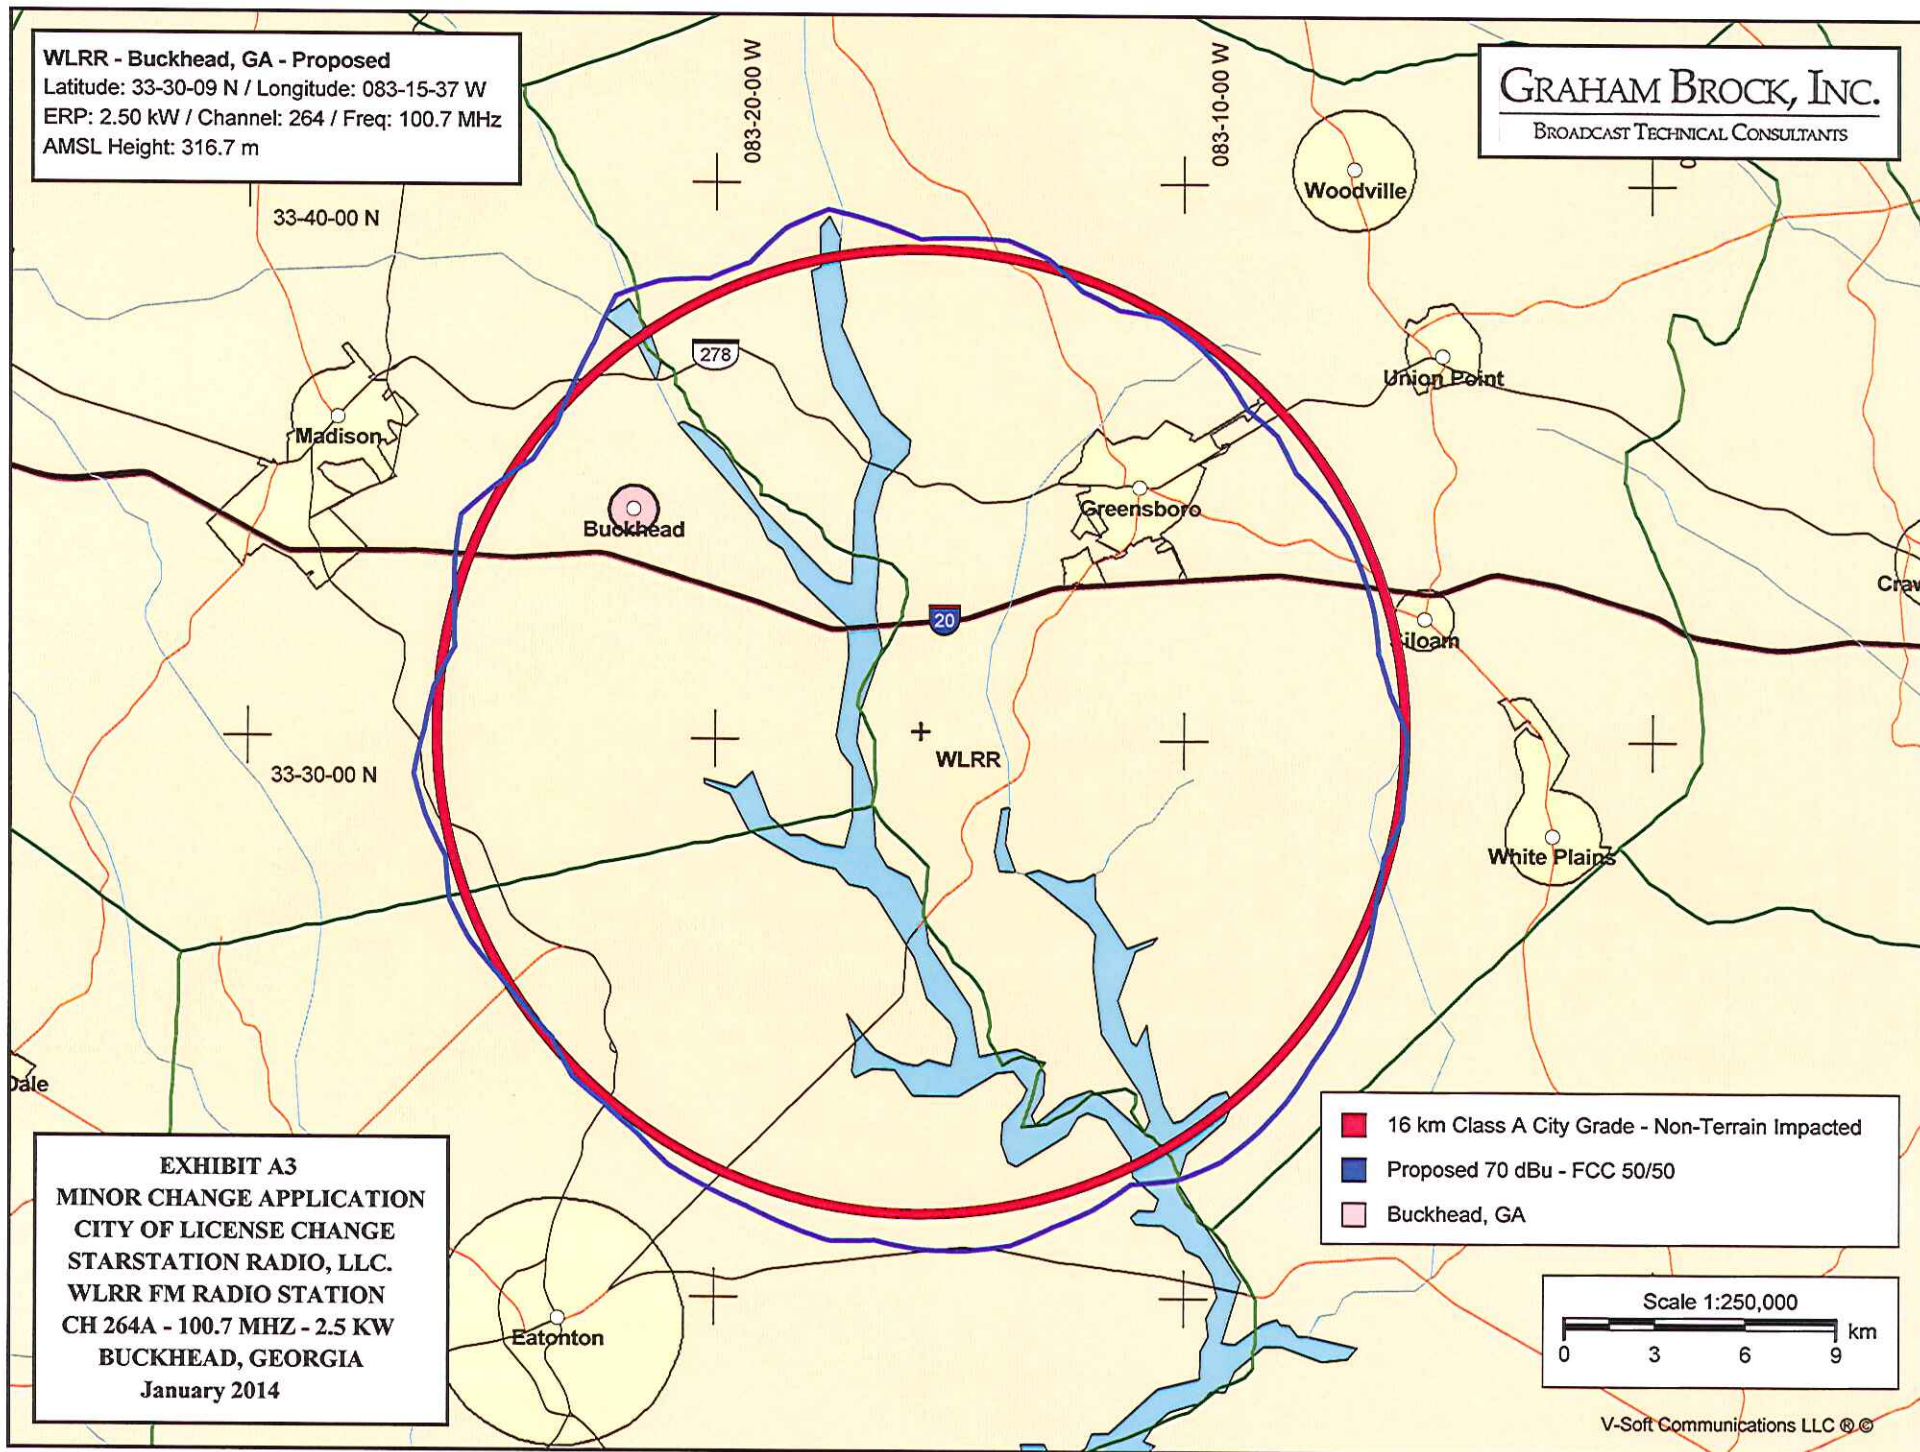 WLRR - Buckhead, GA - Proposed
Latitude: 33-30-09 N / Longitude: 083-15-37 W
ERP: 2.50 kW / Channel: 264 / Freq: 100.7 MHz
AMSL Height: 316.7 m
083-20-00 W
083-10-00 W
GRAHAM BROCK, INC.
BROADCAST TECHNICAL CONSULTANTS
Woodville
33-40-00 N
278
Union Point
Madison
Buckhead
Greensboro
20
Siloam
WLRR
33-30-00 N
White Plains
EXHIBIT A3
MINOR CHANGE APPLICATION
CITY OF LICENSE CHANGE
STARSTATION RADIO, LLC.
WLRR FM RADIO STATION
CH 264A - 100.7 MHZ - 2.5 KW
BUCKHEAD, GEORGIA
January 2014
Eatonton
16 km Class A City Grade - Non-Terrain Impacted
Proposed 70 dBu - FCC 50/50
Buckhead, GA
Scale 1:250,000
km
0 3 6 9
V-Soft Communications LLC ® ©